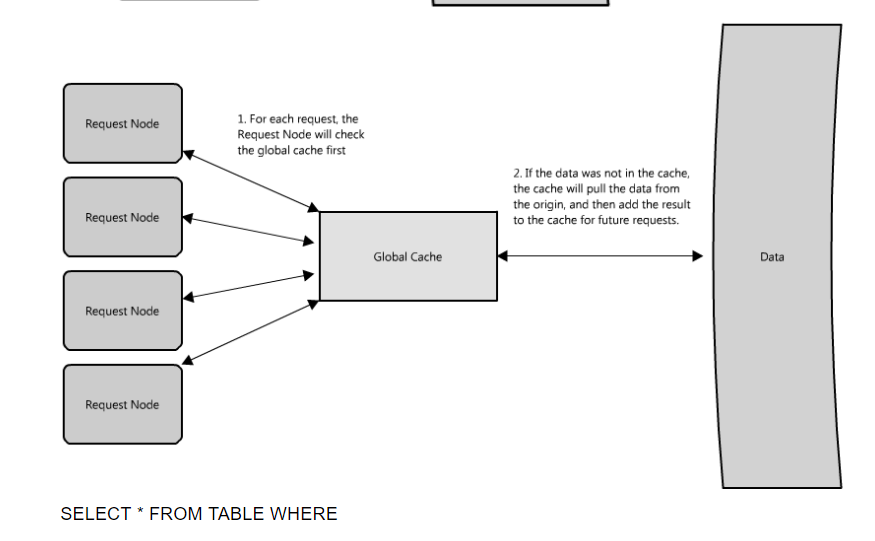 Request Node
1. For each request, the
Request Node will check
the global cache first
2. If the data was not in the cache,
the cache will pull the data from
the origin, and then add the result
to the cache for future requests.
Request Node
Global Cache
Data
Request Node
Request Node
SELECT * FROM TABLE WHERE